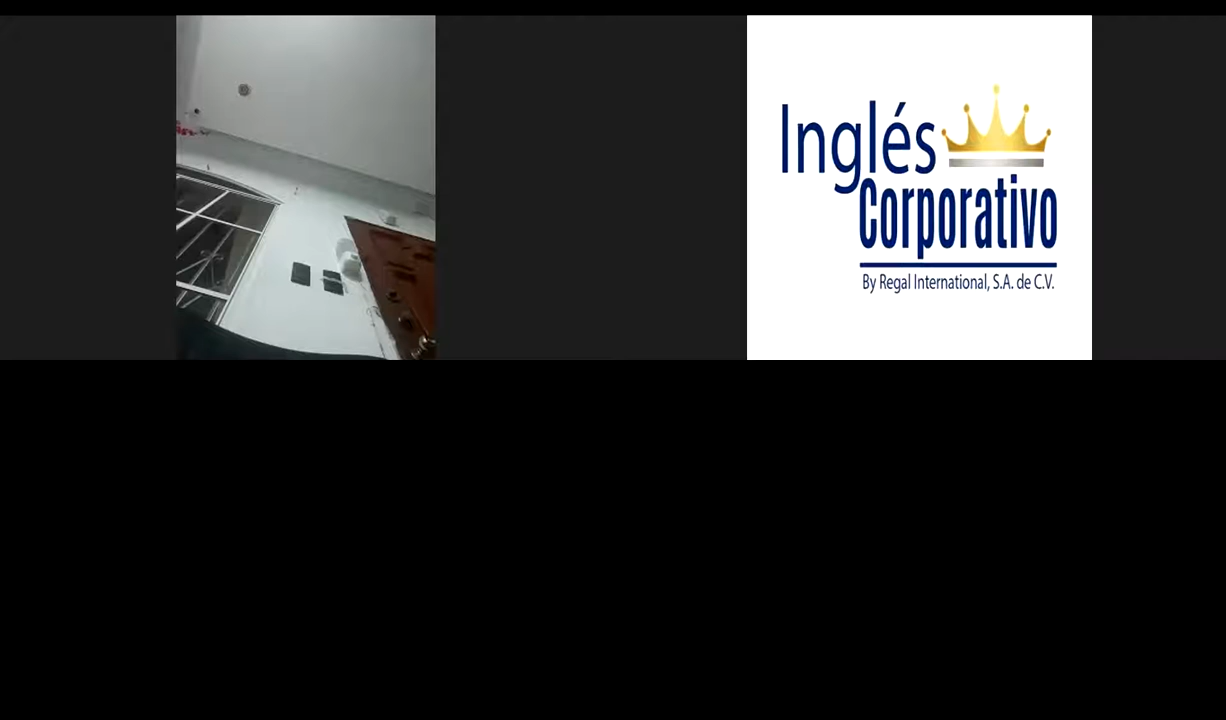 Inglés
Corporativo
By Regal International, S.A. de C.V.